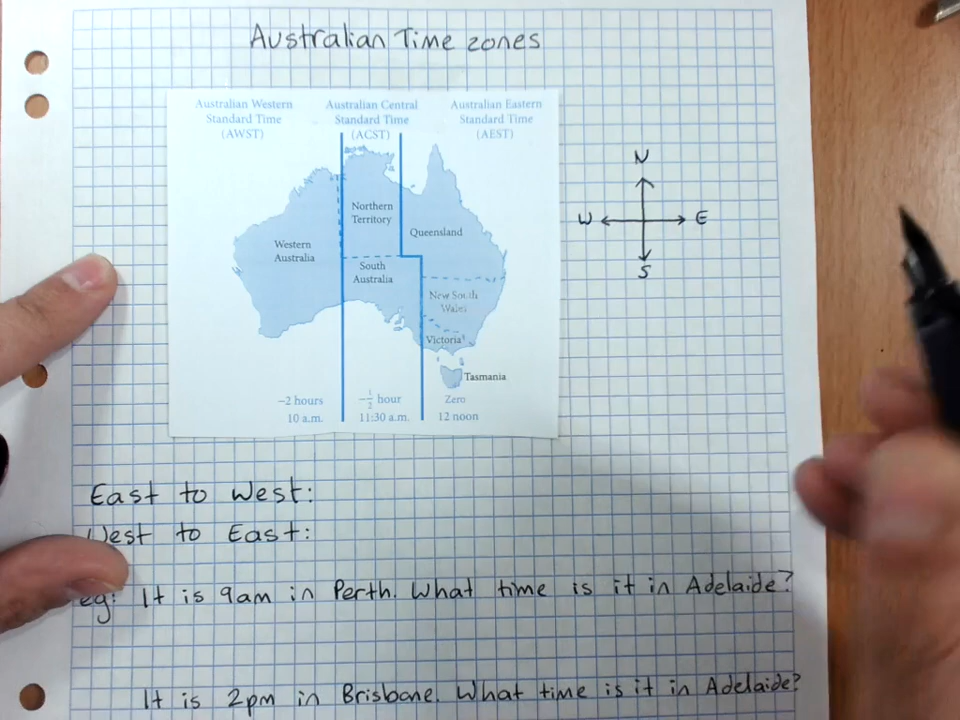 Australian Time zones
Australian Western
Standard Time
(AWST)
Australian Central
Standard Time
(ACST)
Australian Eastern
Standard Time
(AEST)
N
W E
S
Northern
Territory
Queensland
Western
Australia
South
Australia
New South
Wales
Victoria
Tasmania
-2 hours
10 a.m.
-1/2 hour
11:30 a.m.
Zero
12 noon
East to West:
West to East:
eg: It is 9am in Perth. What time is it in Adelaide?
It is 2pm in Brisbane. What time is it in Adelaide?